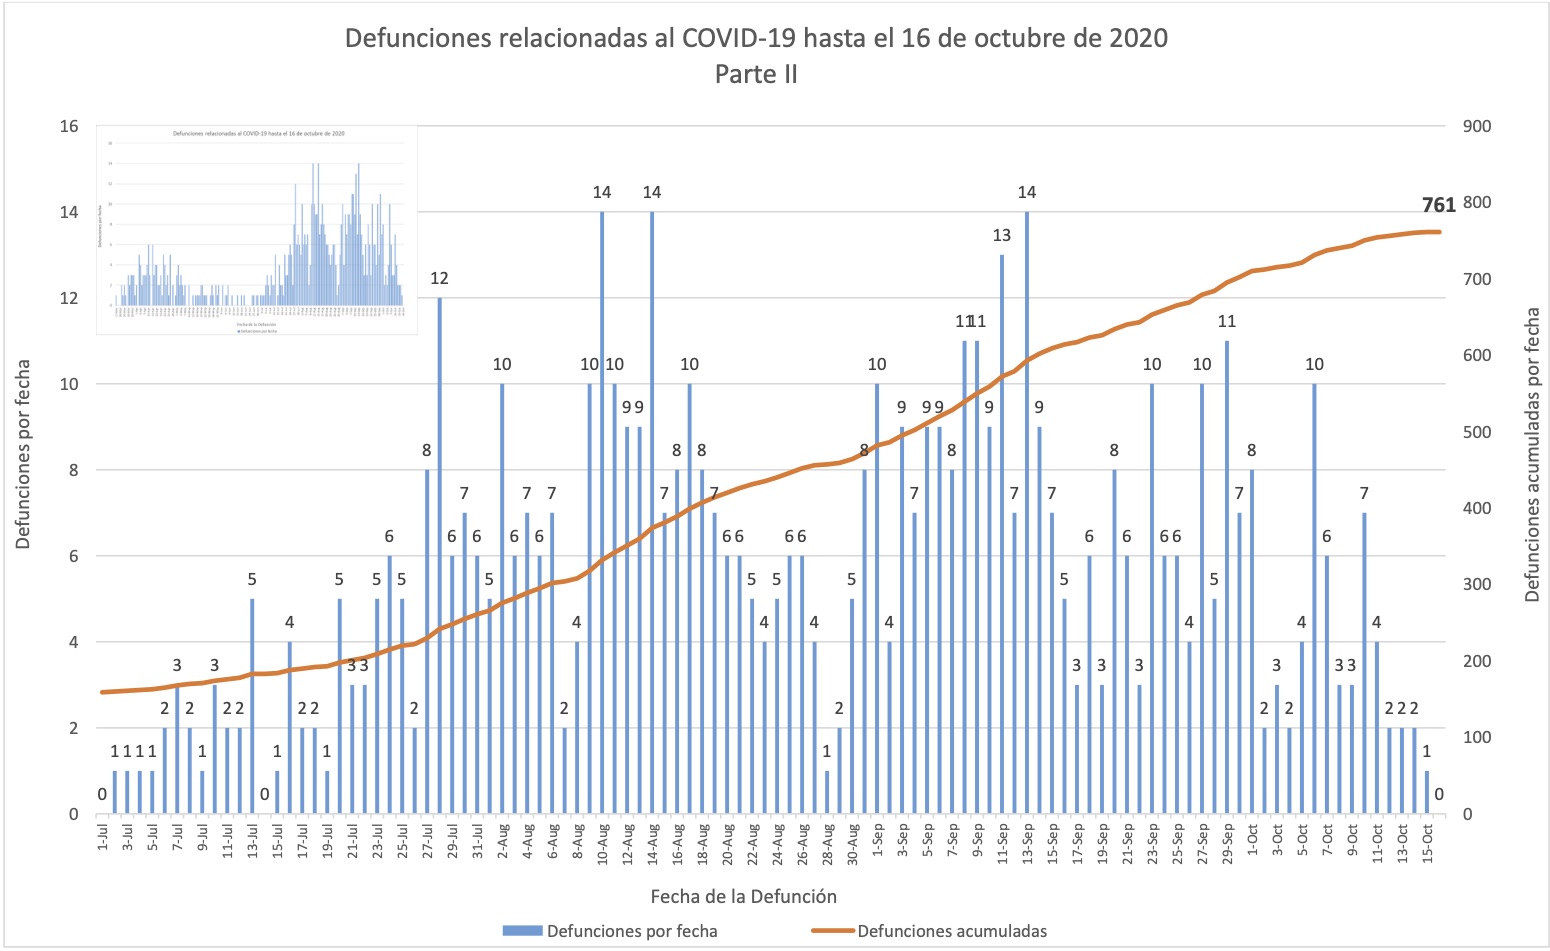 Defunciones relacionadas al COVID-19 hasta el 16 de octubre de 2020
Parte II
Defunciones relacionadas al COVID-19 hasta el 16 de octubre de 2020
Defunciones por fecha
Fecha de la Defunción
Defunciones por fecha
16
14
12
10
8
6
4
2
0
Defunciones por fecha
900
800
700
600
500
400
300
200
100
0
Defunciones acumuladas por fecha
761
0 1 1 1 1 2 3 2 1 3 2 2 5 0 1 4 2 2 1 5 3 3 5 6 5 2 8 12 6 7 6 5 10 6 7 6 7 2 4 10 14 10 9 9 14 7 8 10 8 7 6 6 5 4 5 6 6 4 1 2 5 8 10 4 9 7 9 9 8 11 11 9 13 7 14 9 7 5 3 6 3 8 6 3 10 6 6 4 10 5 11 7 8 2 3 2 4 10 6 3 3 7 4 2 2 2 1 0
1-Jul 3-Jul 5-Jul 7-Jul 9-Jul 11-Jul 13-Jul 15-Jul 17-Jul 19-Jul 21-Jul 23-Jul 25-Jul 27-Jul 29-Jul 31-Jul 2-Aug 4-Aug 6-Aug 8-Aug 10-Aug 12-Aug 14-Aug 16-Aug 18-Aug 20-Aug 22-Aug 24-Aug 26-Aug 28-Aug 30-Aug 1-Sep 3-Sep 5-Sep 7-Sep 9-Sep 11-Sep 13-Sep 15-Sep 17-Sep 19-Sep 21-Sep 23-Sep 25-Sep 27-Sep 29-Sep 1-Oct 3-Oct 5-Oct 7-Oct 9-Oct 11-Oct 13-Oct 15-Oct
Fecha de la Defunción
Defunciones por fecha
Defunciones acumuladas